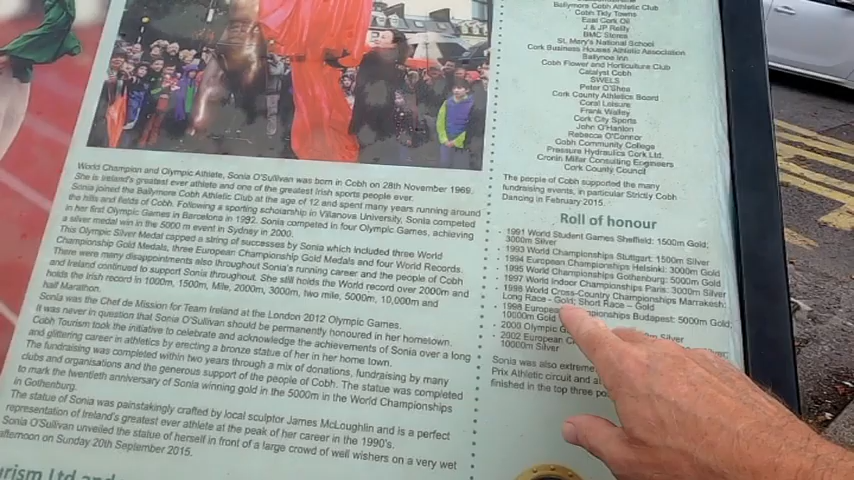 World Champion and Olympic Athlete, Sonia O'Sullivan was born in Cobh on 28th November 1969.
She is Ireland's greatest ever athlete and one of the greatest Irish sports people ever.
Sonia joined the Ballymore Cobh Athletic Club at the age of 12 and spent many years running around
the hills and fields of Cobh. Following a sporting scholarship in Villanova University, Sonia competed
in her first Olympic Games in Barcelona in 1992. Sonia competed in four Olympic Games, achieving
a silver medal win in the 5000 m event in Sydney in 2000.
This Olympic Silver Medal capped a string of successes by Sonia which included three World
Championship Gold Medals, three European Championship Gold Medals and four World Records.
There were many disappointments also throughout Sonia's running career and the people of Cobh
and Ireland continued to support Sonia throughout. She still holds the World record over 2000m and
holds the Irish record in 1000m, 1500m, Mile, 2000m, 3000m, two mile, 5000m, 10,000m and
half Marathon.
Sonia was the Chef de Mission for Team Ireland at the London 2012 Olympic Games.
It was never in question that Sonia O'Sullivan should be permanently honoured in her hometown.
Cobh Tourism took the initiative to celebrate and acknowledge the achievements of Sonia over a long
glittering career in athletics by erecting a bronze statue of her in her home town.
The fundraising was completed within two years through a mix of donations, fundraising by many
clubs and organisations and the generous support of the people of Cobh. The statue was completed
to mark the twentieth anniversary of Sonia winning gold in the 5000m in the World Championships
in Gothenburg.
The statue of Sonia was painstakingly crafted by local sculptor James McLoughlin and is a perfect
representation of Ireland's greatest ever athlete at the peak of her career in the 1990's.
Sonia O'Sullivan unveiled the statue of herself in front of a large crowd of well wishers on a very wet
afternoon on Sunday 20th September 2015.
rism Ltd and
Ballymore Cobh Athletic Club
Cobh Tidy Towns
Ezal Gork Oil
J & JP Reilly
BMC Stores
St. Mery's National School
Cork Business Houses Athletic Association
Ballynoe Inn
Cobh Flower and Horticulture Club
Catalyst Cobh
SWELS
Peter O'Shea
Cork County Athletics Board
Coral Leisure
Frank Walley
Cork City Sports
John O'Hanlon
Rebecca O'Connor
Cobh Community College
Pressure Hydraulics Cork Ltd.
Cronin Millar Consulting Engineers
Cork County Council
The people of Cobh supported the many
fundraising events, in particular Strictly Cobh
Dancing in February 2015.
Roll of honour
1991 World Student Games Sheffield: 1500m Gold;
3000m Silver
1993 World Championships Stuttgart: 1500m Silver
1994 European Championships Helsinki: 3000m Gold
1995 World Championships Gothenburg: 5000m Gold
1997 World Indoor Championships Paris: 3000m Silver
1998 World Cross-Country Championships Marrakesh:
Long Race - Gold; Short Race - Gold
1998 European Championships Budapest: 5000m Gold;
10000m Gold
2000 Olympic Silver
2002 European
10000m Silver
Sonia was also extreme
Prix Athletic circuit and
finished in the top three